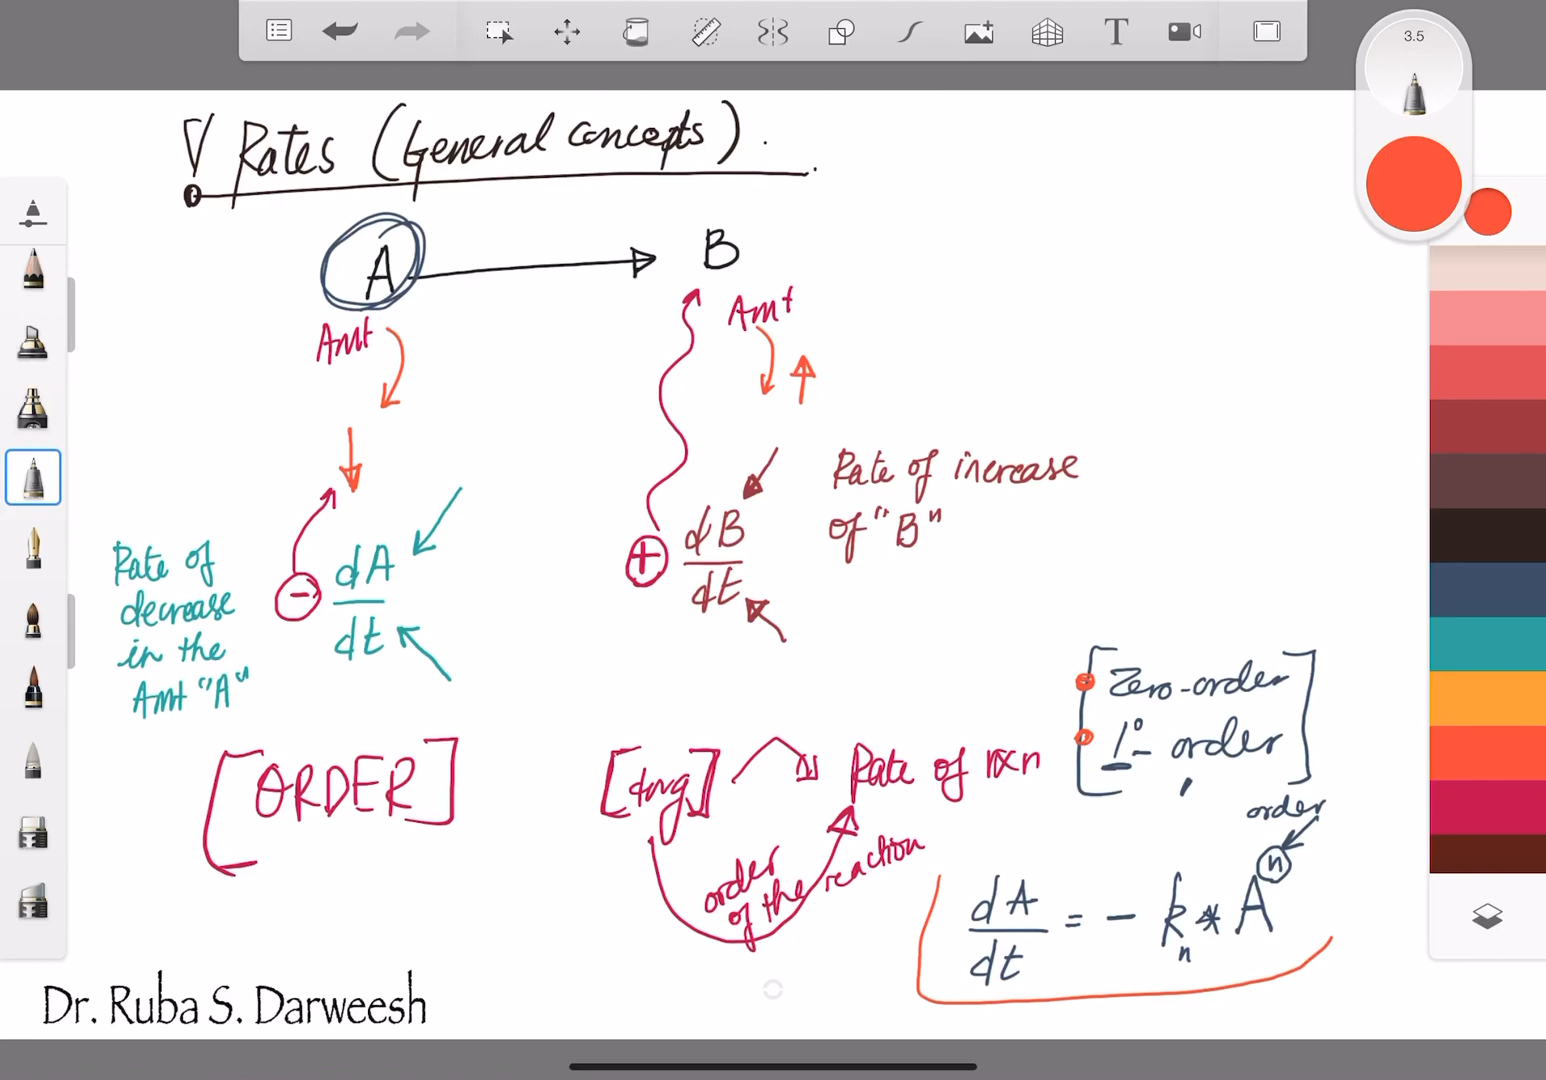 3.5
T
Rates (General concepts).
A
B
Amt
Amt
Rate of increase
of "B"
+ dB
dt
Rate of
decrease
in the
Amt "A"
- dA
dt
[Zero-order
1° order]
[ORDER]
[drug]
Rate of rxn
order
of the reaction
order
dA/dt = - kn * A^n
Dr. Ruba S. Darweesh